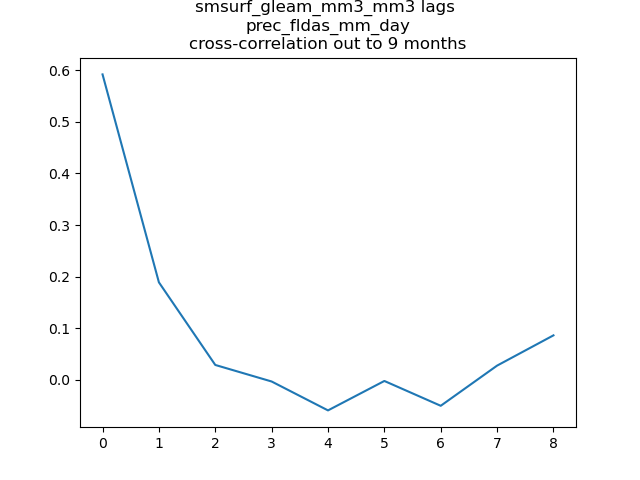 smsurf_gleam_mm3_mm3 lags
prec_fldas_mm_day
cross-correlation out to 9 months
0.6
0.5
0.4
0.3
0.2
0.1
0.0
0 1 2 3 4 5 6 7 8